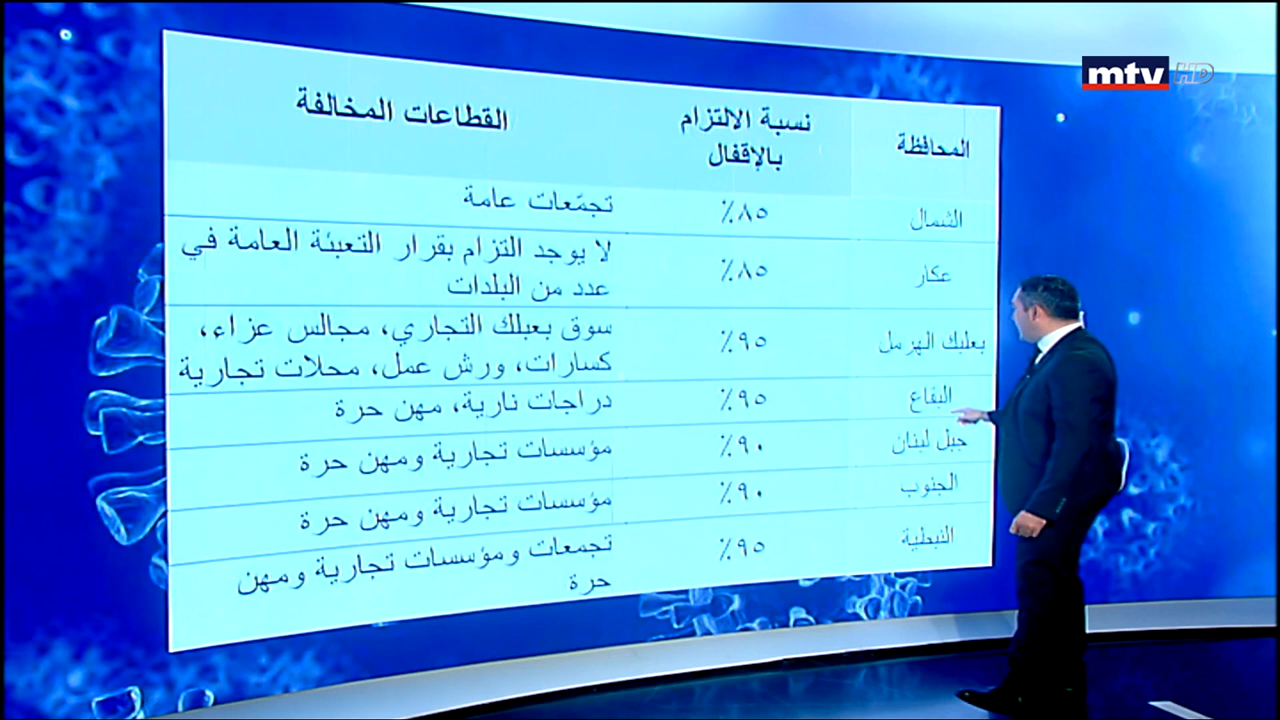 mtv HD
المحافظة نسبة الالتزام القطاعات المخالفة
بالإقفال
الشمال ٪٨٥ تجمّعات عامة
عكار ٪٨٥ لا يوجد التزام بقرار التعبئة العامة في
عدد من البلدات
بعلبك الهرمل ٪٩٥ سوق بعبلك التجاري، مجالس عزاء،
كسارات، ورش عمل، محلات تجارية
البقاع ٪٩٥ دراجات نارية، مهن حرة
جبل لبنان ٪٩٠ مؤسسات تجارية ومهن حرة
الجنوب ٪٩٠ مؤسسات تجارية ومهن حرة
النبطية ٪٩٥ تجمعات ومؤسسات تجارية ومهن
حرة